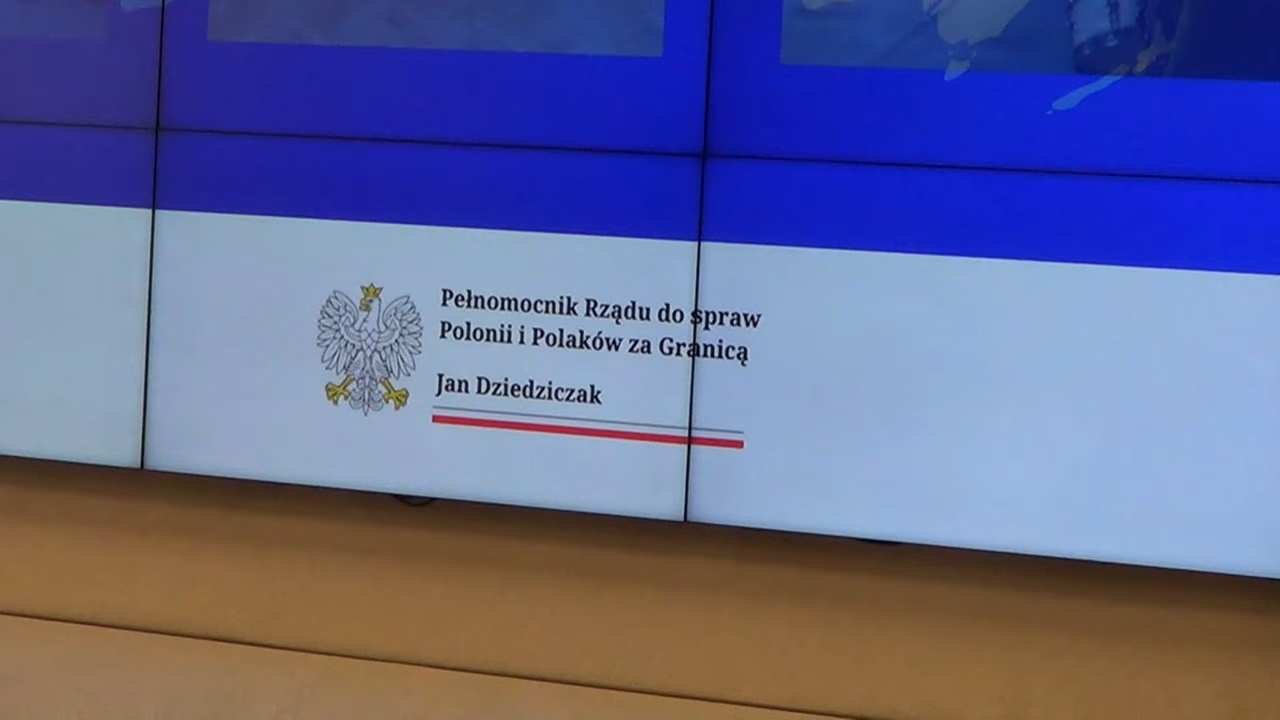 Pełnomocnik Rządu do spraw
Polonii i Polaków za Granicą
Jan Dziedziczak